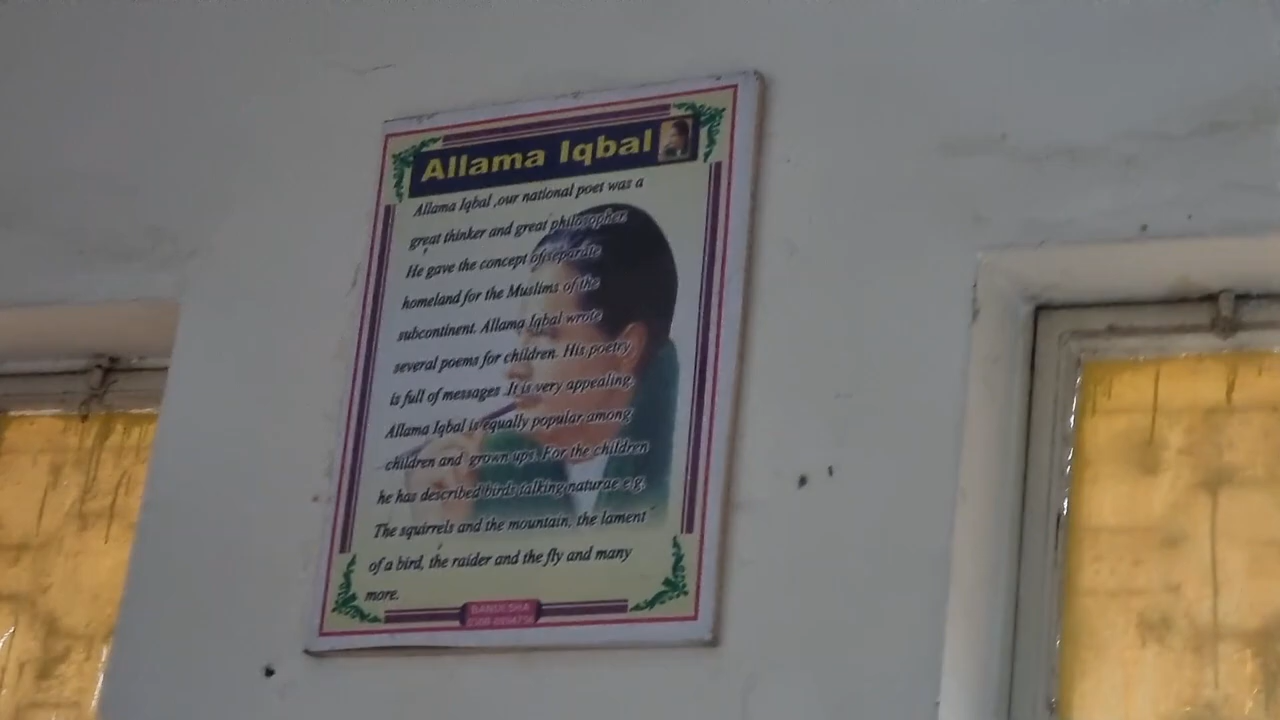 Allama Iqbal
Allama Iqbal ,our national poet was a
great thinker and great philosopher.
He gave the concept of separate
homeland for the Muslims of the
subcontinent. Allama Iqbal wrote
several poems for children. His poetry
is full of messages .It is very appealing.
Allama Iqbal is equally popular among
children and grown ups. For the children
he has described birds talking naturae e.g.
The squirrels and the mountain, the lament
of a bird, the raider and the fly and many
more.